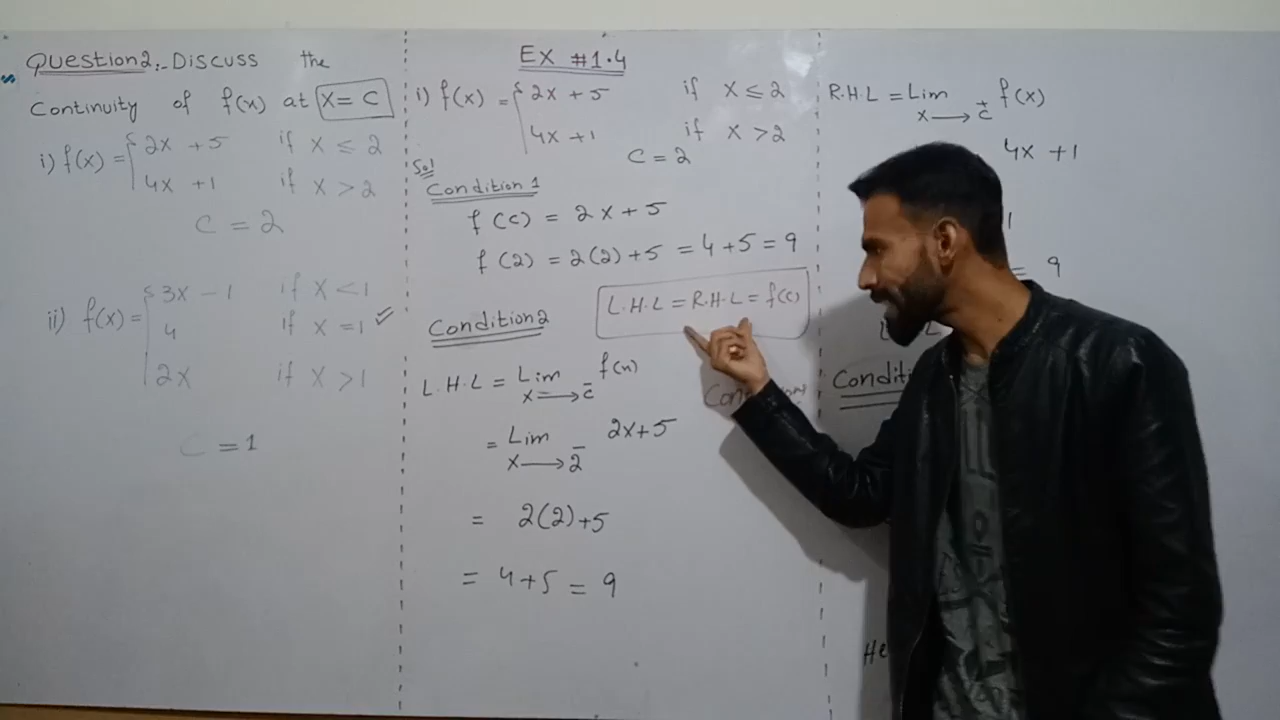 Question2:- Discuss the
Continuity of f(x) at X = C
i) f(x) = { 2x + 5 if x ≤ 2
4x + 1 if x > 2
C = 2
ii) f(x) = { 3x - 1 if x < 1
4 if x = 1 ✓
2x if x > 1
C = 1
EX #1.4
i) f(x) = { 2x + 5 if x ≤ 2
4x + 1 if x > 2
C = 2
Sol
Condition 1
f(c) = 2x + 5
f(2) = 2(2) + 5 = 4 + 5 = 9
L.H.L = R.H.L = f(c)
Condition 2
L.H.L = Lim f(x)
x → c̄
= Lim 2x + 5
x → 2̄
= 2(2) + 5
= 4 + 5 = 9
R.H.L = Lim f(x)
x → c⁺
4x + 1
1
= 9